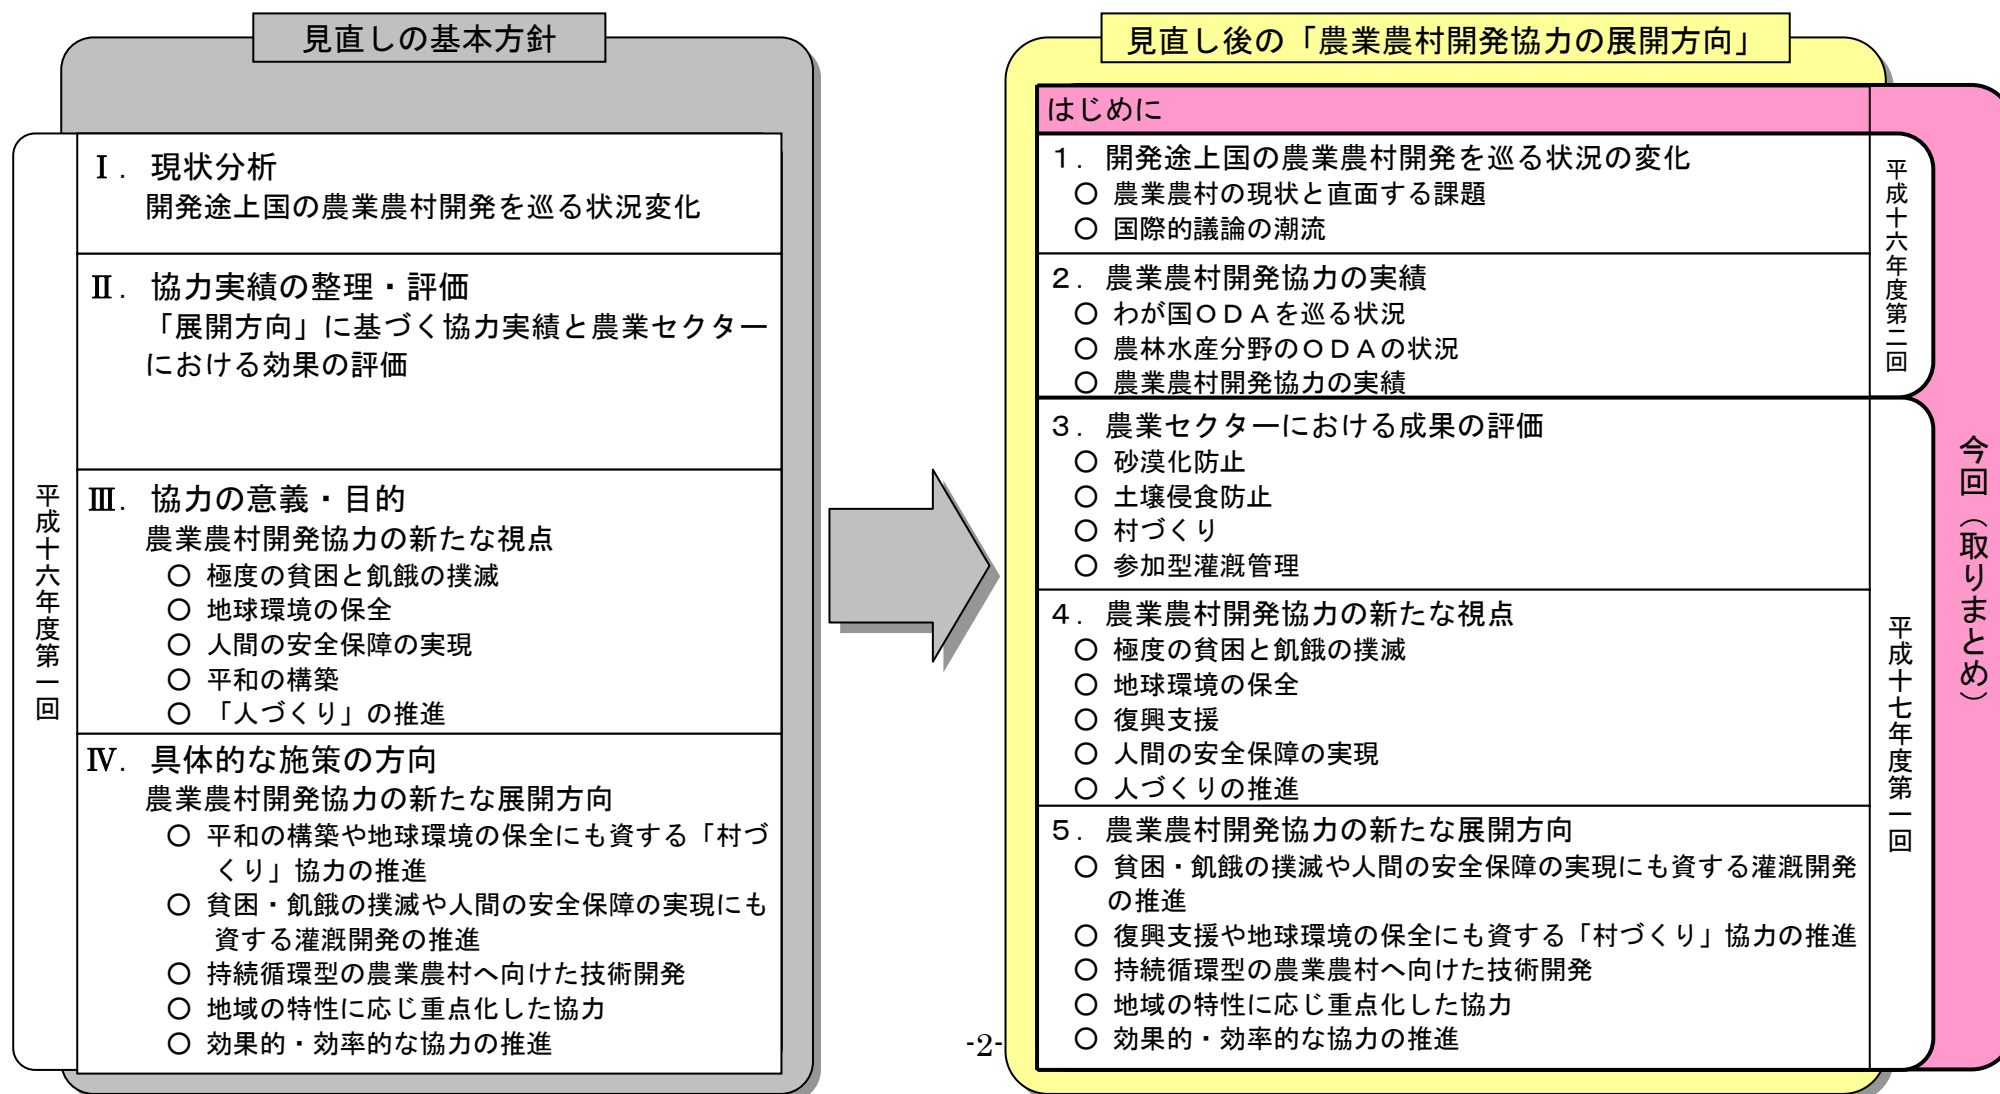 見直しの基本方針
平成十六年度第一回
Ⅰ． 現状分析
開発途上国の農業農村開発を巡る状況変化
Ⅱ． 協力実績の整理・評価
「展開方向」に基づく協力実績と農業セクター
における効果の評価
Ⅲ． 協力の意義・目的
農業農村開発協力の新たな視点
○ 極度の貧困と飢餓の撲滅
○ 地球環境の保全
○ 人間の安全保障の実現
○ 平和の構築
○ 「人づくり」の推進
Ⅳ． 具体的な施策の方向
農業農村開発協力の新たな展開方向
○ 平和の構築や地球環境の保全にも資する「村づ
くり」協力の推進
○ 貧困・飢餓の撲滅や人間の安全保障の実現にも
資する灌漑開発の推進
○ 持続循環型の農業農村へ向けた技術開発
○ 地域の特性に応じ重点化した協力
○ 効果的・効率的な協力の推進
見直し後の「農業農村開発協力の展開方向」
はじめに
１． 開発途上国の農業農村開発を巡る状況の変化
○ 農業農村の現状と直面する課題
○ 国際的議論の潮流
２． 農業農村開発協力の実績
○ わが国ＯＤＡを巡る状況
○ 農林水産分野のＯＤＡの状況
○ 農業農村開発協力の実績
平成十六年度第二回
３． 農業セクターにおける成果の評価
○ 砂漠化防止
○ 土壌侵食防止
○ 村づくり
○ 参加型灌漑管理
４． 農業農村開発協力の新たな視点
○ 極度の貧困と飢餓の撲滅
○ 地球環境の保全
○ 復興支援
○ 人間の安全保障の実現
○ 人づくりの推進
５． 農業農村開発協力の新たな展開方向
○ 貧困・飢餓の撲滅や人間の安全保障の実現にも資する灌漑開発
の推進
○ 復興支援や地球環境の保全にも資する「村づくり」協力の推進
○ 持続循環型の農業農村へ向けた技術開発
○ 地域の特性に応じ重点化した協力
○ 効果的・効率的な協力の推進
平成十七年度第一回
今回（取りまとめ）
-2-